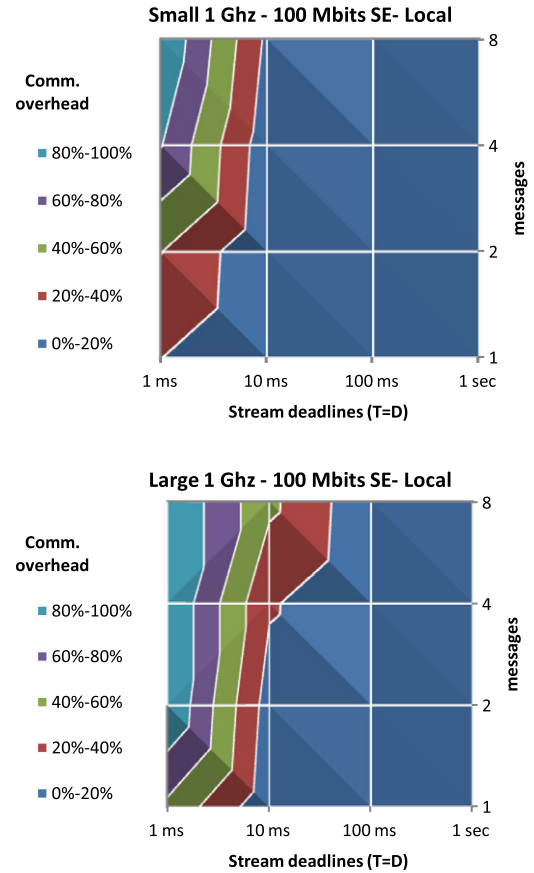 Small 1 Ghz - 100 Mbits SE- Local
Comm.
overhead
80%-100%
60%-80%
40%-60%
20%-40%
0%-20%
8
4
2
1
messages
1 ms
10 ms
100 ms
1 sec
Stream deadlines (T=D)
Large 1 Ghz - 100 Mbits SE- Local
Comm.
overhead
80%-100%
60%-80%
40%-60%
20%-40%
0%-20%
8
4
2
1
messages
1 ms
10 ms
100 ms
1 sec
Stream deadlines (T=D)